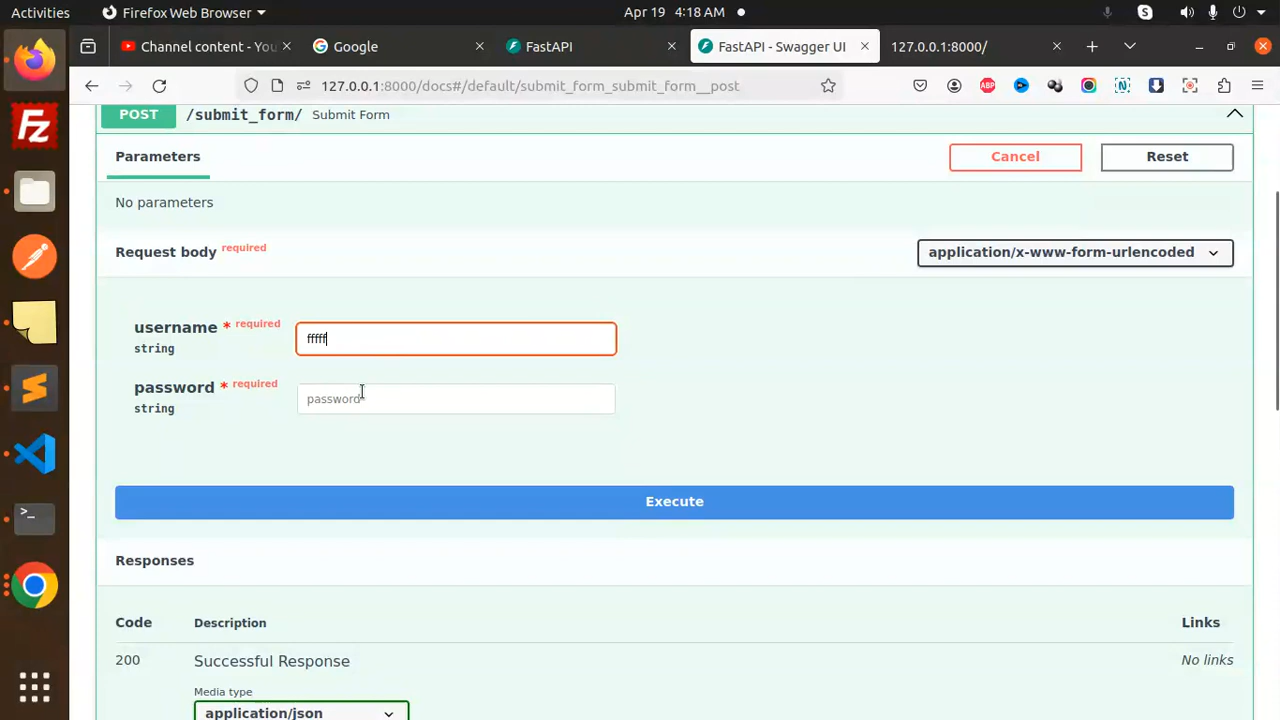 Activities
Firefox Web Browser
Apr 19 4:18 AM
Channel content - You
Google
FastAPI
FastAPI - Swagger UI
127.0.0.1:8000/
127.0.0.1:8000/docs#/default/submit_form_submit_form__post
ABP
POST /submit_form/ Submit Form
Parameters
Cancel
Reset
No parameters
Request body required
application/x-www-form-urlencoded
username * required
string
fffff
password * required
string
password
Execute
Responses
Code
Description
Links
200
Successful Response
No links
Media type
application/json